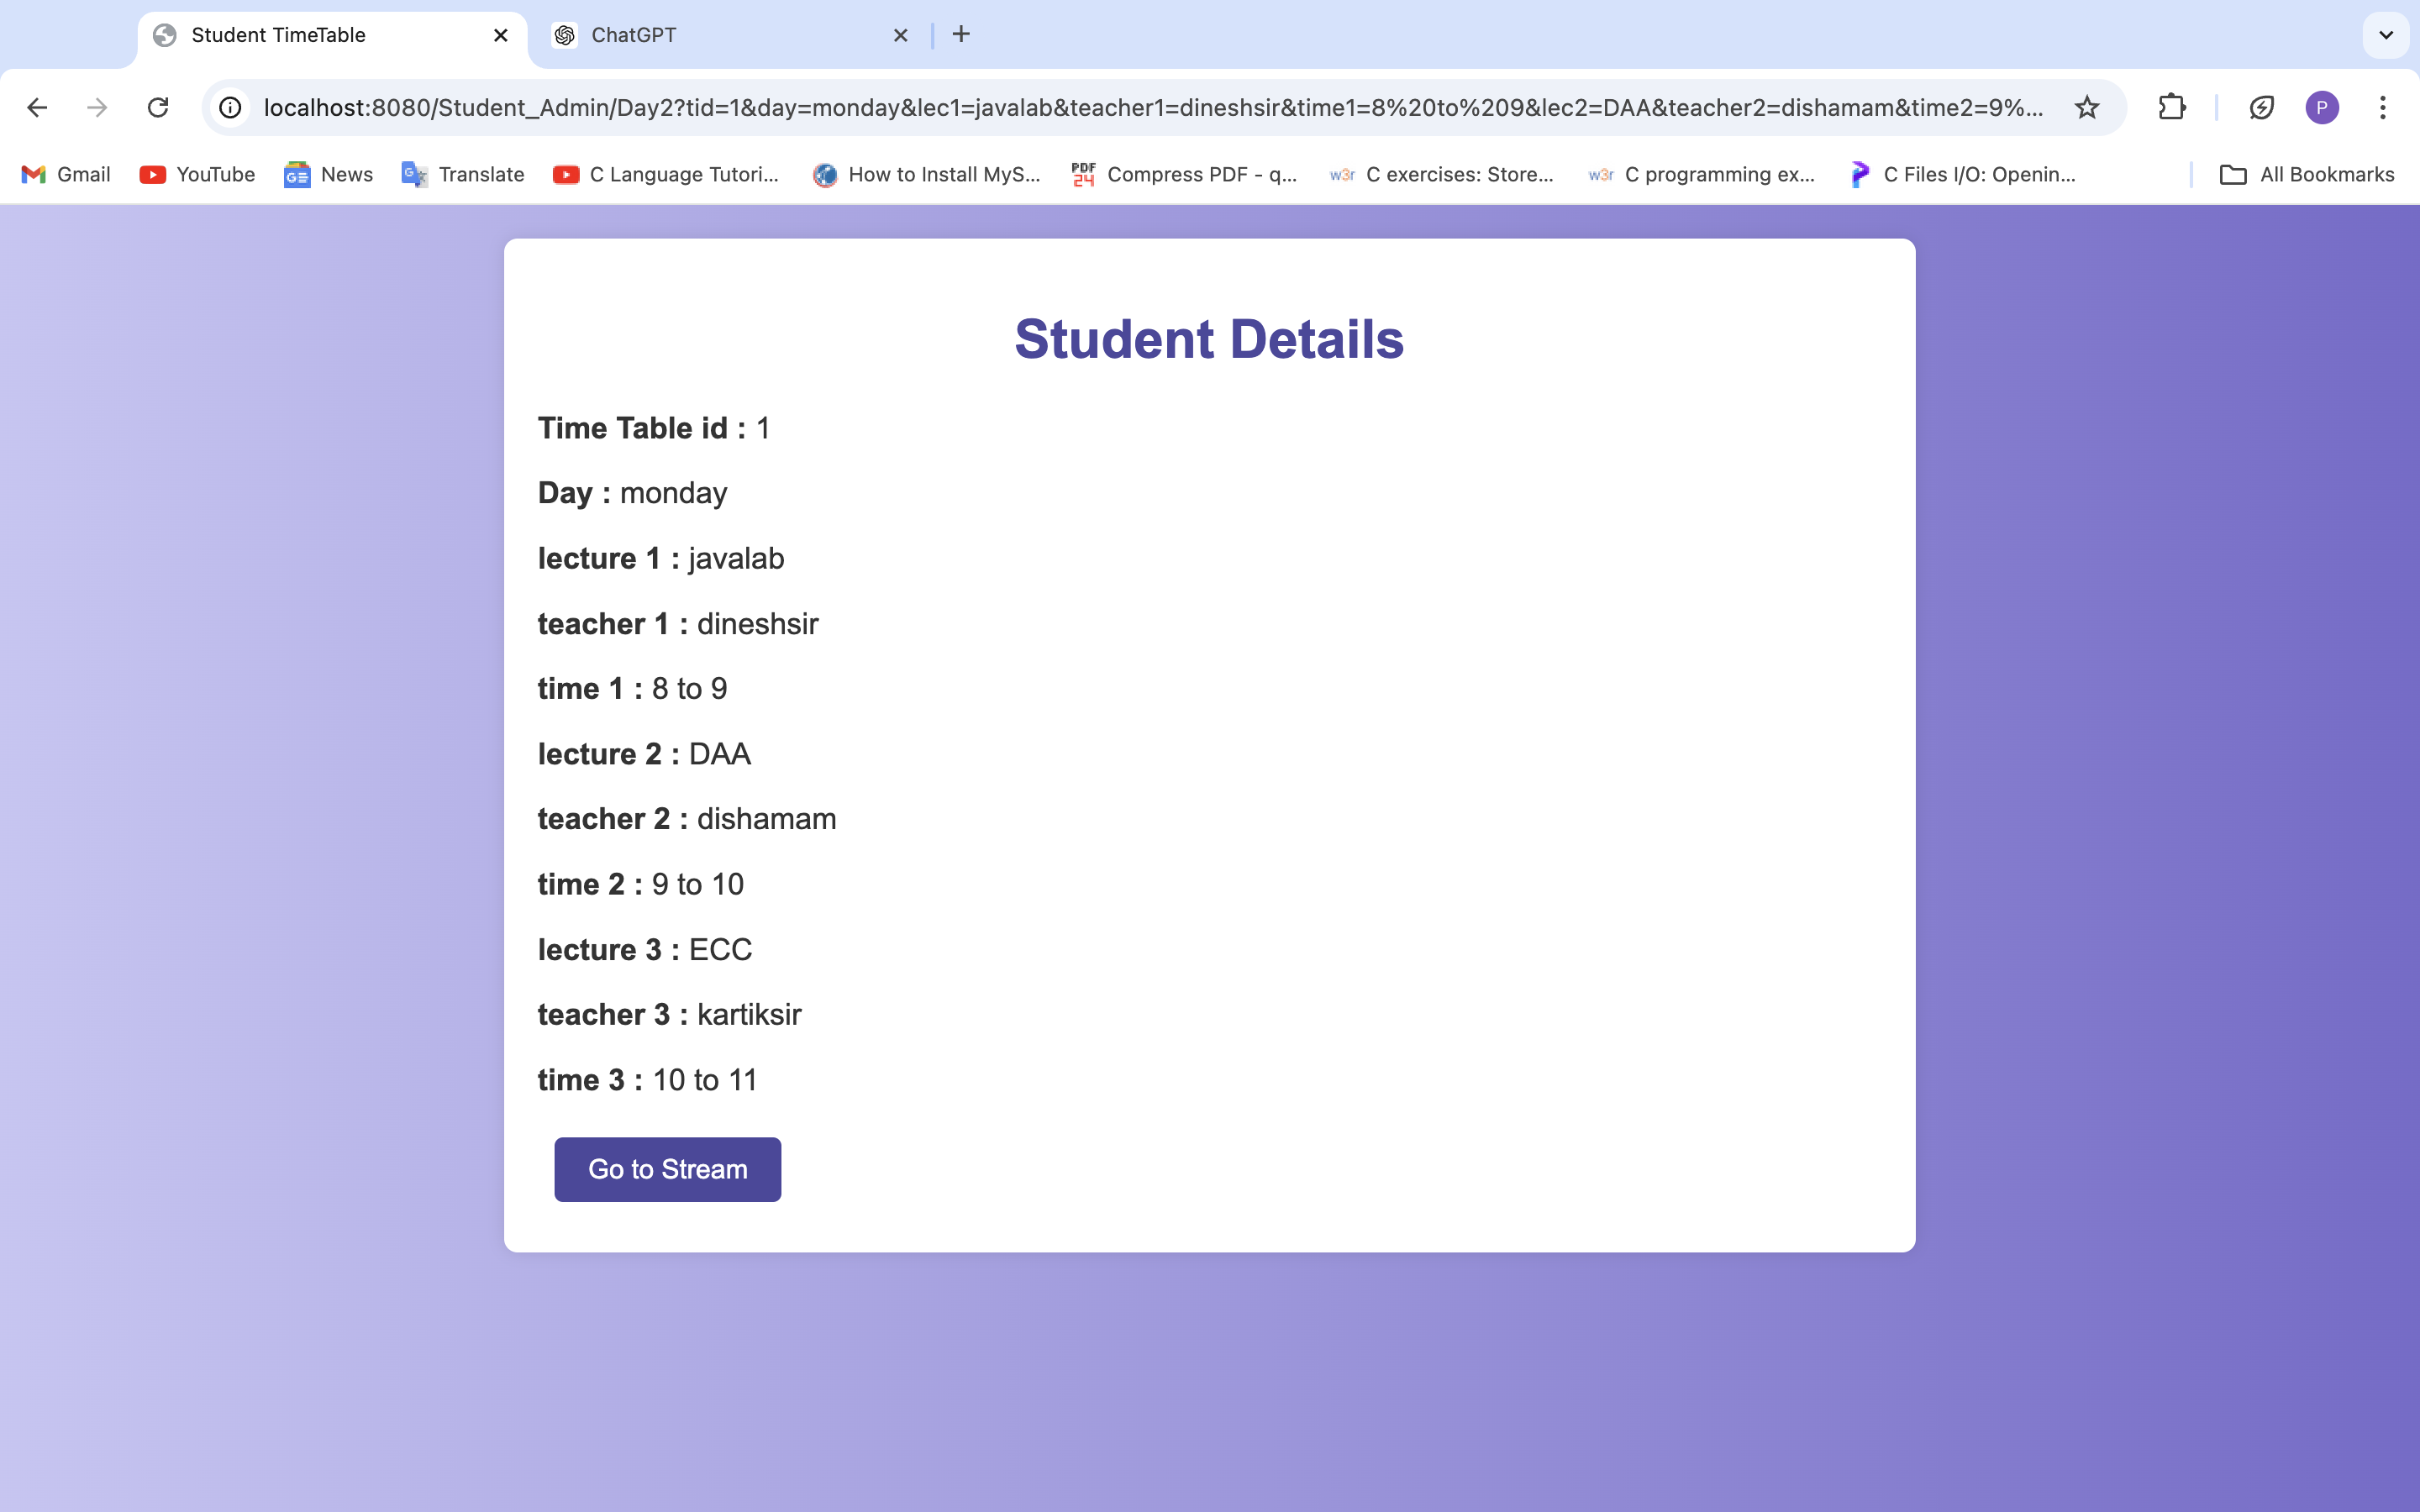 Student TimeTable
ChatGPT
localhost:8080/Student_Admin/Day2?tid=1&day=monday&lec1=javalab&teacher1=dineshsir&time1=8%20to%209&lec2=DAA&teacher2=dishamam&time2=9%...
P
Gmail YouTube News Translate C Language Tutori... How to Install MyS... Compress PDF - q... C exercises: Store... C programming ex... C Files I/O: Openin... All Bookmarks
Student Details
Time Table id : 1
Day : monday
lecture 1 : javalab
teacher 1 : dineshsir
time 1 : 8 to 9
lecture 2 : DAA
teacher 2 : dishamam
time 2 : 9 to 10
lecture 3 : ECC
teacher 3 : kartiksir
time 3 : 10 to 11
Go to Stream